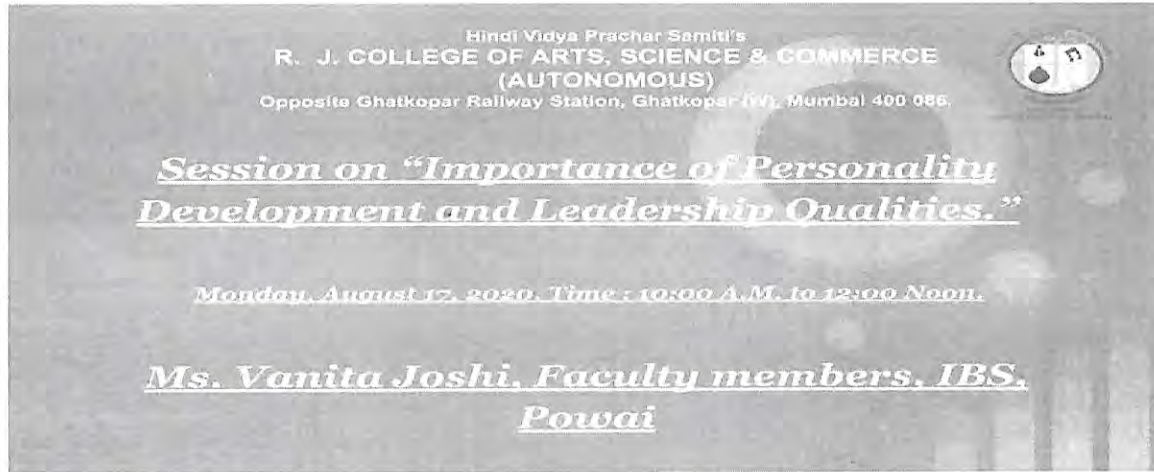 Hindi Vidya Prachar Samiti's
R. J. COLLEGE OF ARTS, SCIENCE & COMMERCE
(AUTONOMOUS)
Opposite Ghatkopar Railway Station, Ghatkopar (W), Mumbai 400 086.
Session on “Importance of Personality
Development and Leadership Qualities.”
Monday, August 17, 2020. Time : 10:00 A.M. to 12:00 Noon.
Ms. Vanita Joshi, Faculty members, IBS,
Powai